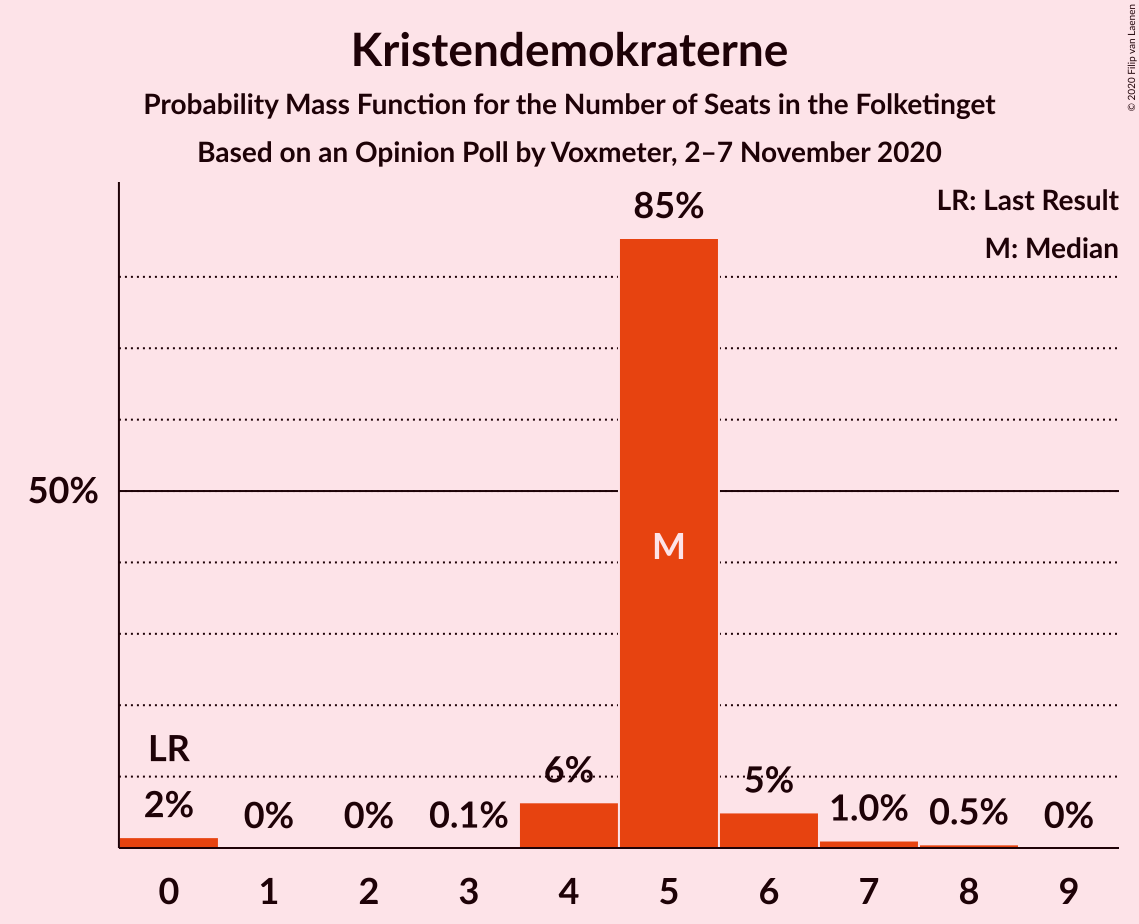 Kristendemokraterne
Probability Mass Function for the Number of Seats in the Folketinget
Based on an Opinion Poll by Voxmeter, 2–7 November 2020
© 2020 Filip van Laenen
LR: Last Result
M: Median
85%
50%
M
LR
2%
0%
0%
0.1%
6%
5%
1.0%
0.5%
0%
0 1 2 3 4 5 6 7 8 9